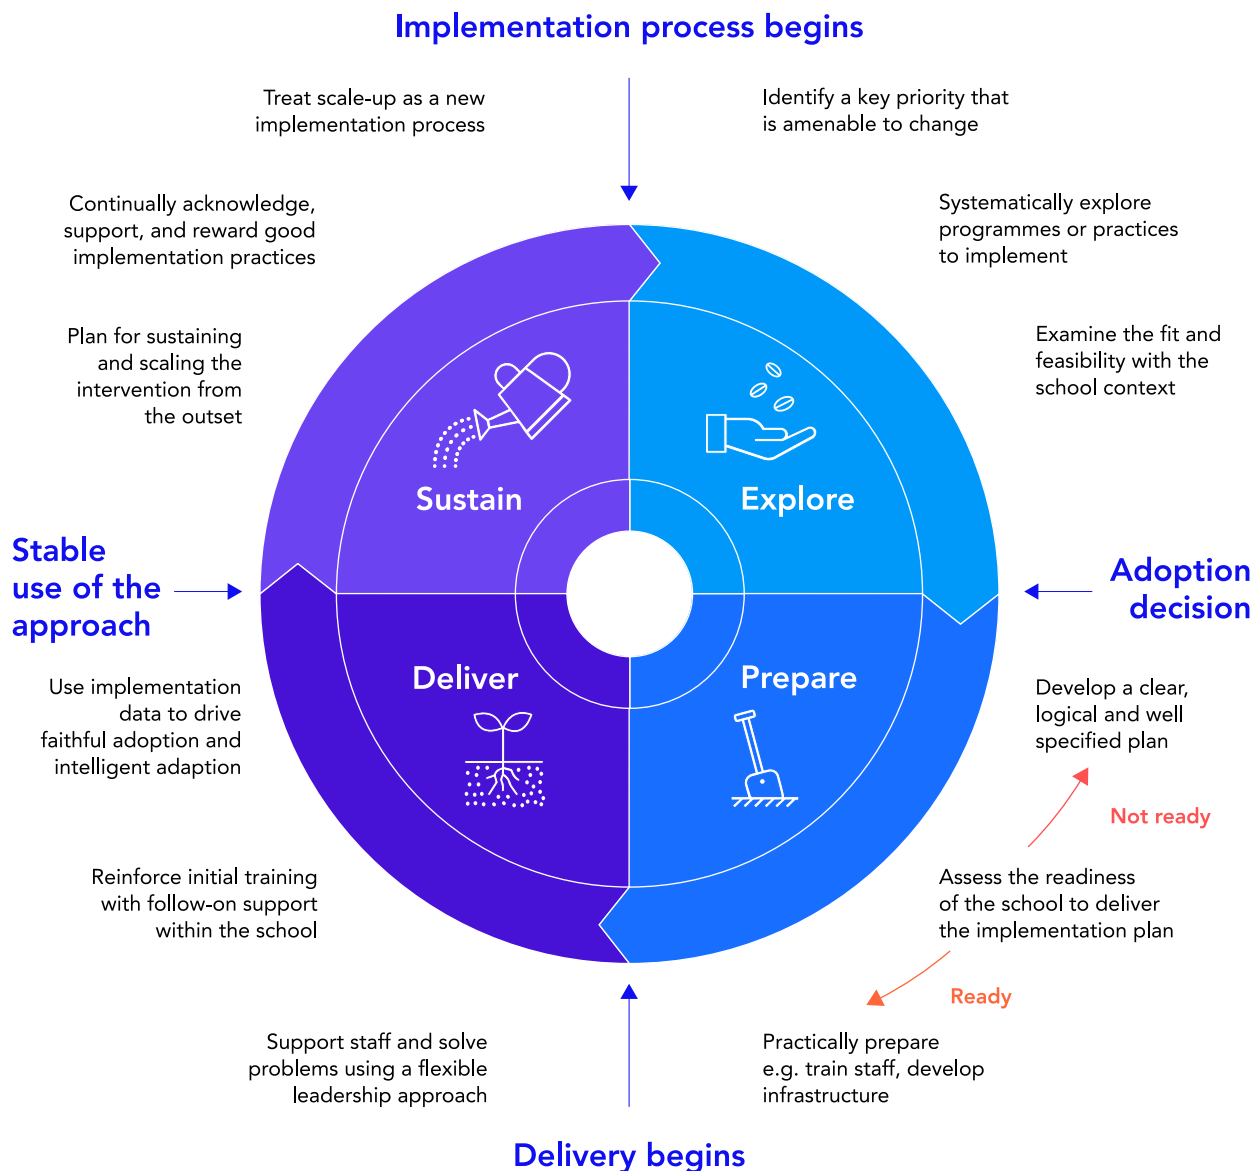 Implementation process begins
Identify a key priority that
is amenable to change
Systematically explore
programmes or practices
to implement
Examine the fit and
feasibility with the
school context
Explore
Adoption
decision
Prepare
Develop a clear,
logical and well
specified plan
Not ready
Assess the readiness
of the school to deliver
the implementation plan
Ready
Practically prepare
e.g. train staff, develop
infrastructure
Delivery begins
Support staff and solve
problems using a flexible
leadership approach
Reinforce initial training
with follow-on support
within the school
Use implementation
data to drive
faithful adoption and
intelligent adaption
Deliver
Stable
use of the
approach
Sustain
Plan for sustaining
and scaling the
intervention from
the outset
Continually acknowledge,
support, and reward good
implementation practices
Treat scale-up as a new
implementation process